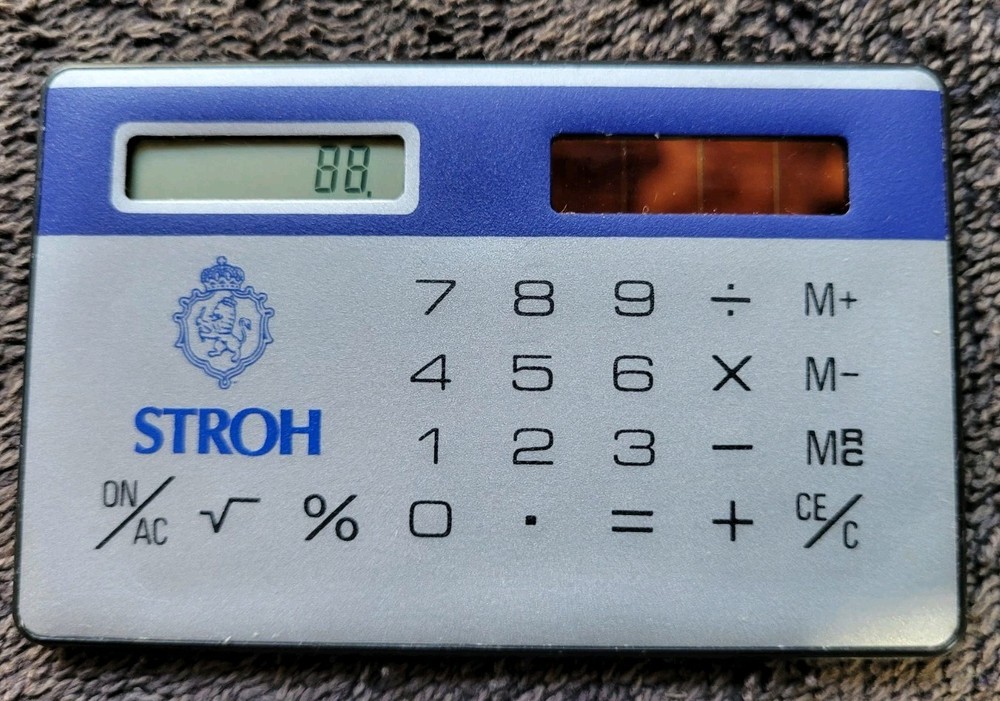 88.
7 8 9 ÷ M+
4 5 6 X M−
STROH
1 2 3 − MRC
ON/AC √ % 0 . = + CE/C